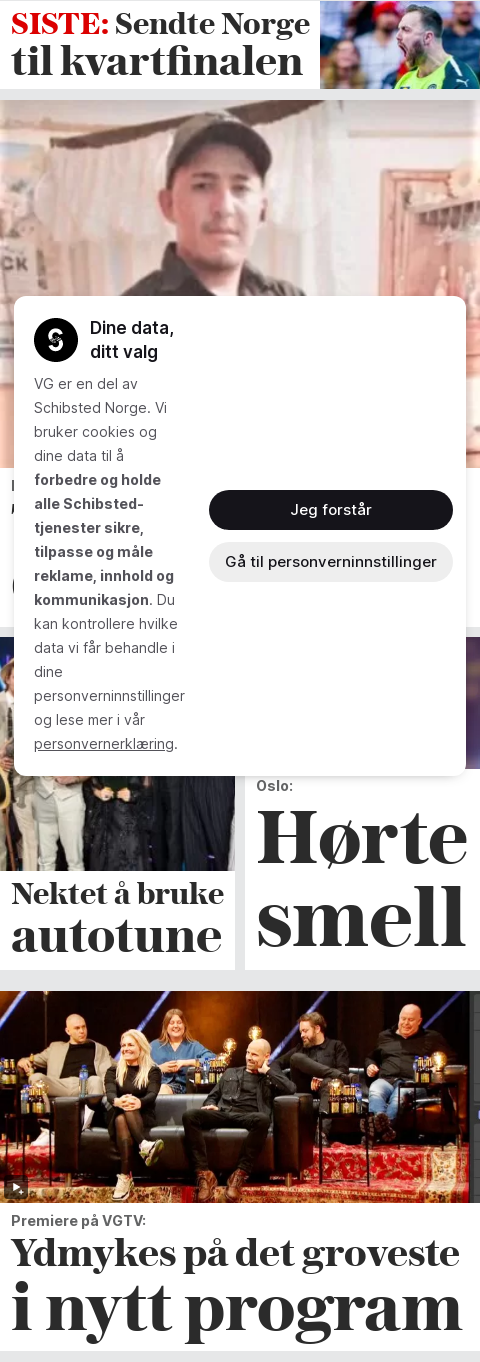 SISTE: Sendte Norge
til kvartfinalen
Dine data,
ditt valg
VG er en del av
Schibsted Norge. Vi
bruker cookies og
dine data til å
forbedre og holde
alle Schibsted-
tjenester sikre,
tilpasse og måle
reklame, innhold og
kommunikasjon. Du
kan kontrollere hvilke
data vi får behandle i
dine
personverninnstillinger
og lese mer i vår
personvernerklæring.
Jeg forstår
Gå til personverninnstillinger
Nektet å bruke
autotune
Oslo:
Hørte
smell
Premiere på VGTV:
Ydmykes på det groveste
i nytt program